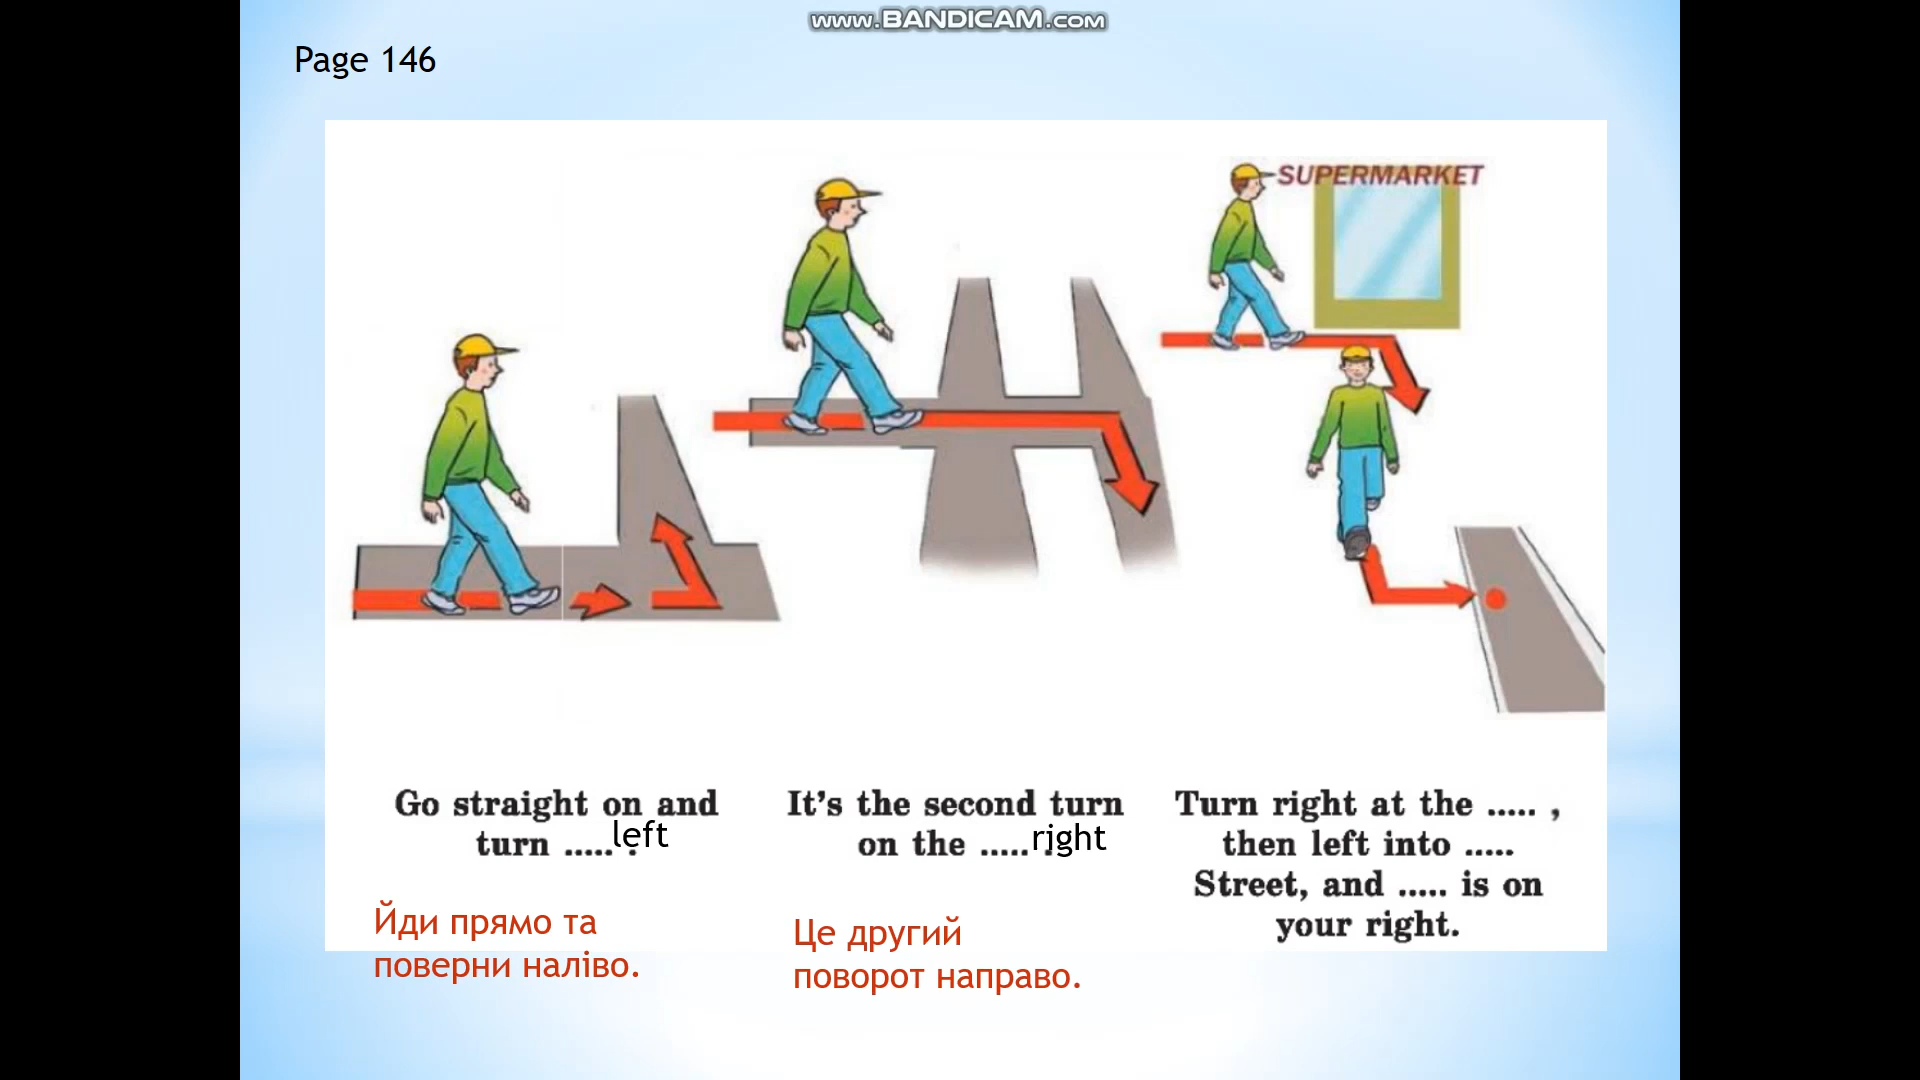 www.BANDICAM.com
Page 146
SUPERMARKET
Go straight on and
turn ..... .
left
It's the second turn
on the ..... .
right
Turn right at the ..... ,
then left into .....
Street, and ..... is on
your right.
Йди прямо та
поверни наліво.
Це другий
поворот направо.